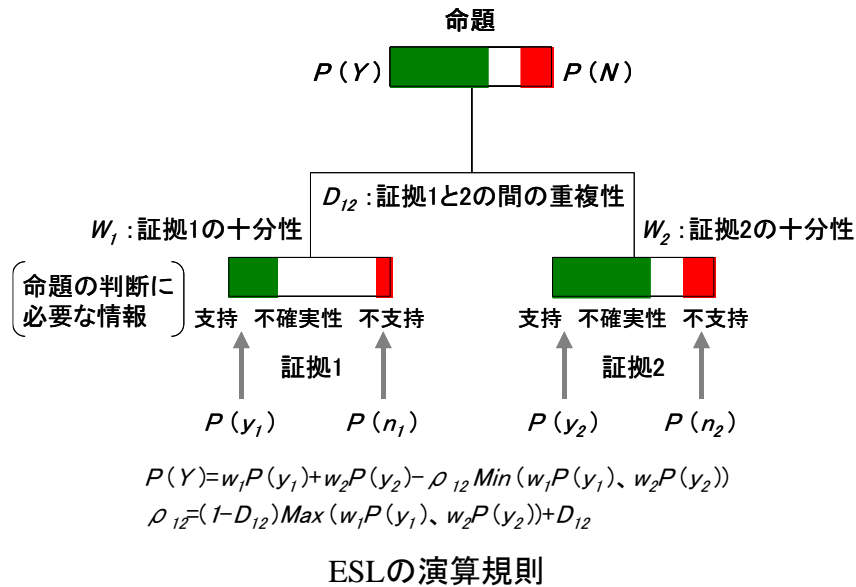 命題
P(Y) P(N)
D12:証拠1と2の間の重複性
W1:証拠1の十分性 W2:証拠2の十分性
命題の判断に
必要な情報
支持 不確実性 不支持 支持 不確実性 不支持
証拠1 証拠2
P(y1) P(n1) P(y2) P(n2)
P(Y)=w1P(y1)+w2P(y2)-ρ12Min(w1P(y1)、w2P(y2))
ρ12=(1-D12)Max(w1P(y1)、w2P(y2))+D12
ESLの演算規則